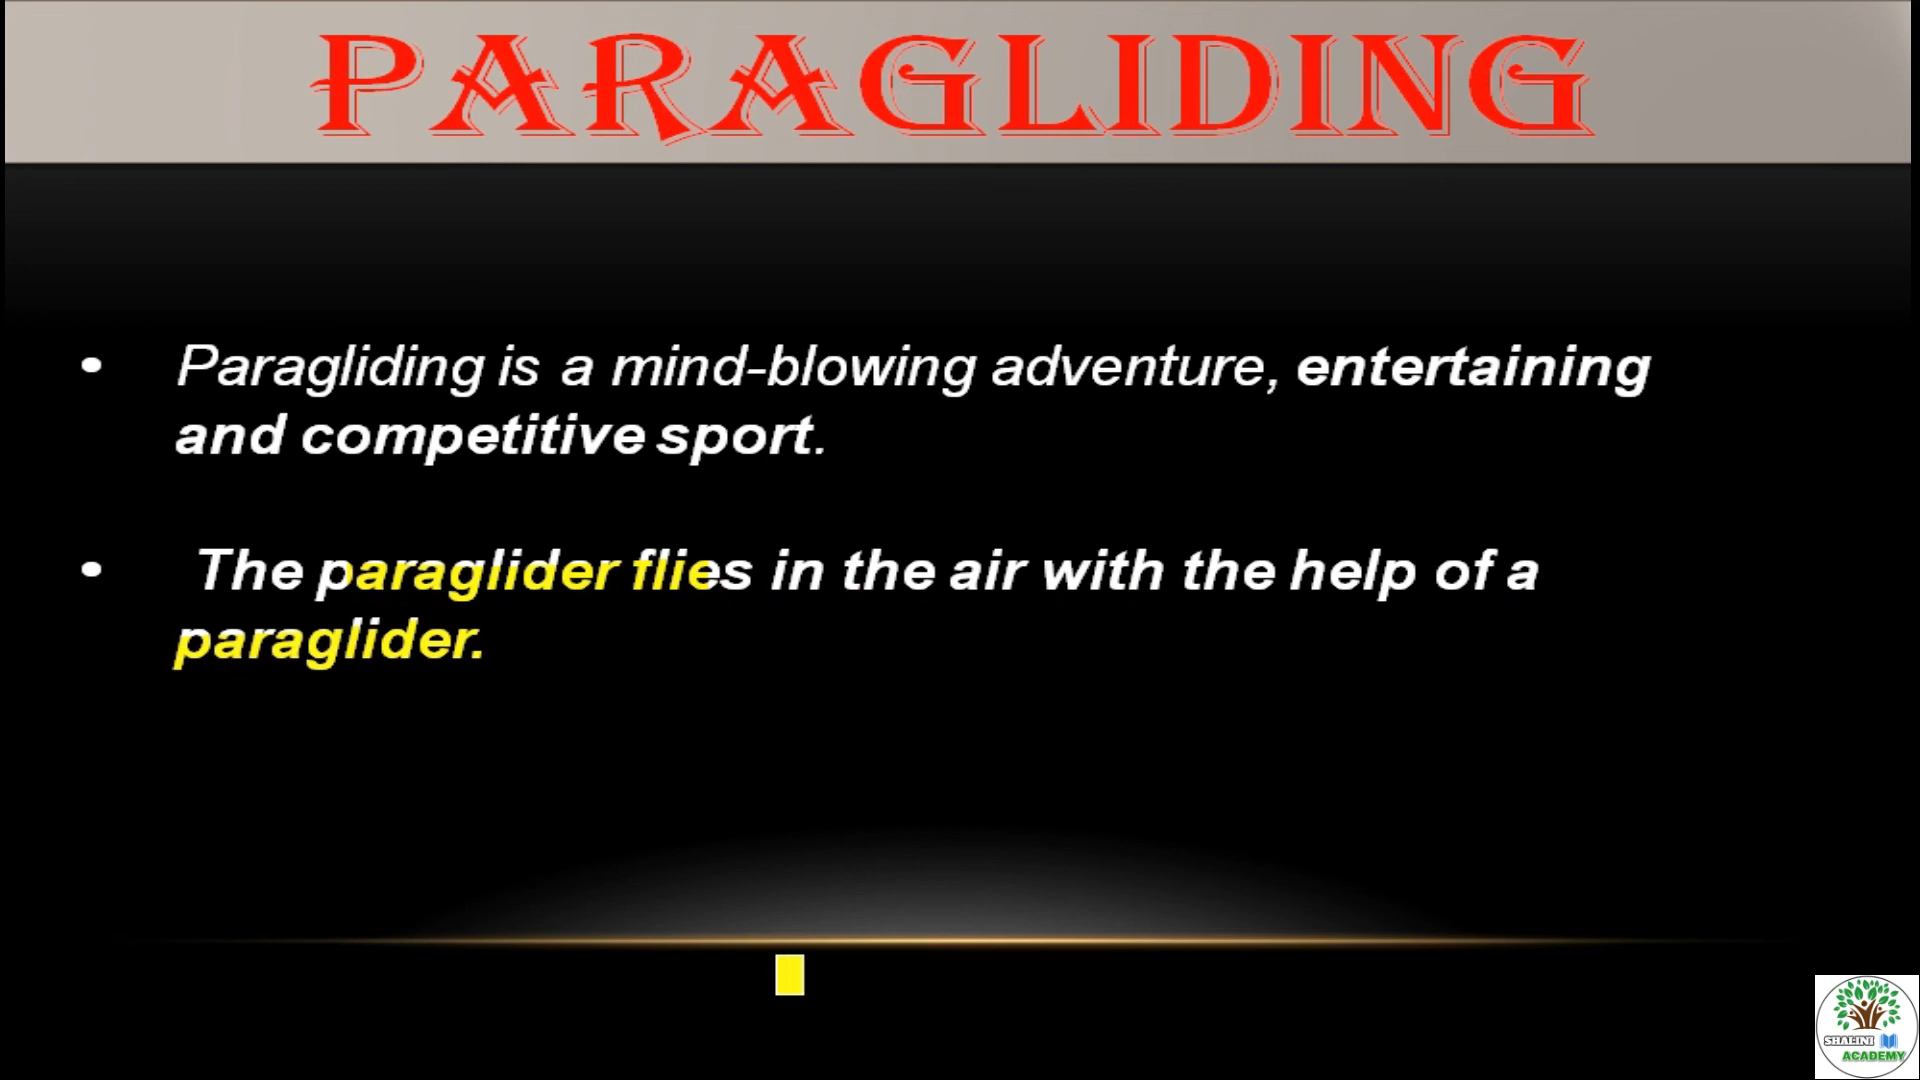 PARAGLIDING
• Paragliding is a mind-blowing adventure, entertaining
and competitive sport.
• The paraglider flies in the air with the help of a
paraglider.
SHALINI
ACADEMY